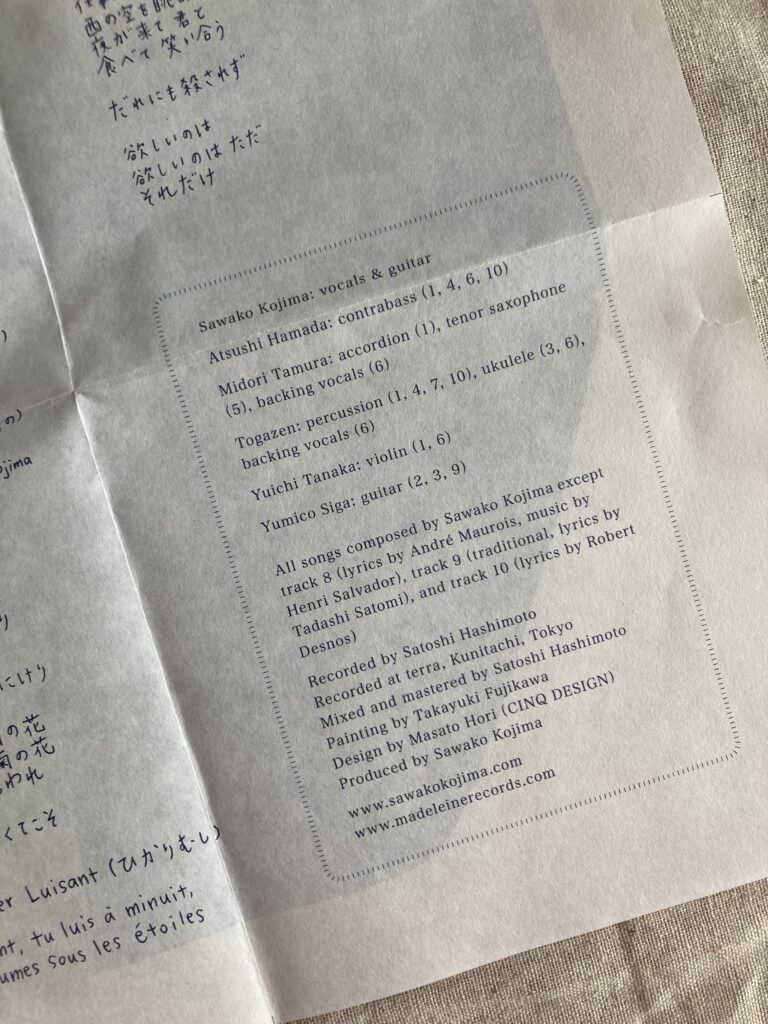 西の空を眺
夜が来て 君と
食べて 笑い合う
だれにも殺されず
欲しいのは
欲しいのは ただ
それだけ
Sawako Kojima: vocals & guitar
Atsushi Hamada: contrabass (1, 4, 6, 10)
Midori Tamura: accordion (1), tenor saxophone
(5), backing vocals (6)
Togazen: percussion (1, 4, 7, 10), ukulele (3, 6),
backing vocals (6)
Yuichi Tanaka: violin (1, 6)
Yumico Siga: guitar (2, 3, 9)
All songs composed by Sawako Kojima except
track 8 (lyrics by André Maurois, music by
Henri Salvador), track 9 (traditional, lyrics by
Tadashi Satomi), and track 10 (lyrics by Robert
Desnos)
Recorded by Satoshi Hashimoto
Recorded at terra, Kunitachi, Tokyo
Mixed and mastered by Satoshi Hashimoto
Painting by Takayuki Fujikawa
Design by Masato Hori (CINQ DESIGN)
Produced by Sawako Kojima
www.sawakokojima.com
www.madeleinerecords.com
の)
ojima
にけり
の花
菊の花
われ
くてこそ
er Luisant (ひかりむし)
nt, tu luis à minuit,
umes sous les étoiles